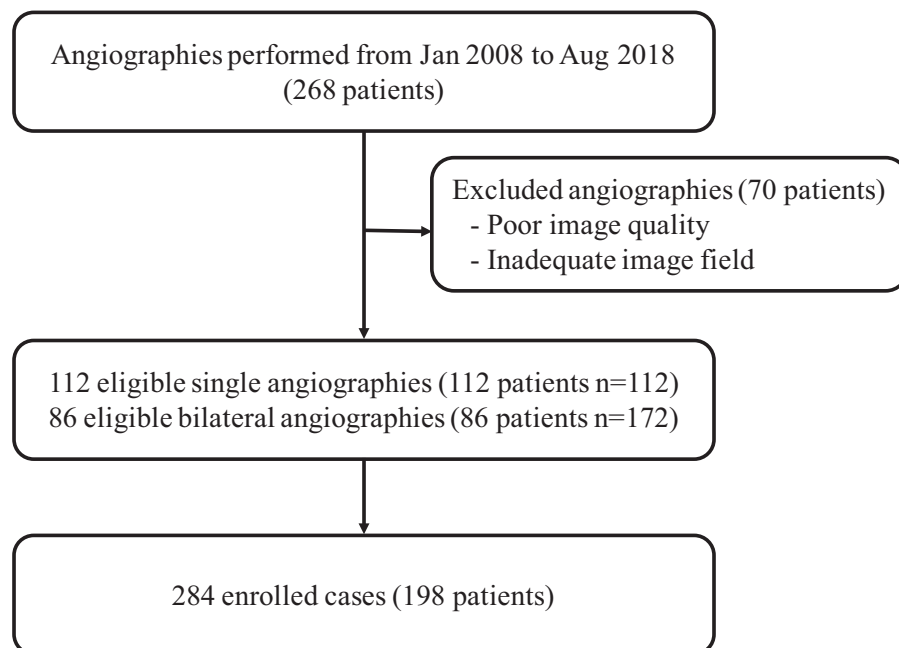 Angiographies performed from Jan 2008 to Aug 2018
(268 patients)
Excluded angiographies (70 patients)
- Poor image quality
- Inadequate image field
112 eligible single angiographies (112 patients n=112)
86 eligible bilateral angiographies (86 patients n=172)
284 enrolled cases (198 patients)